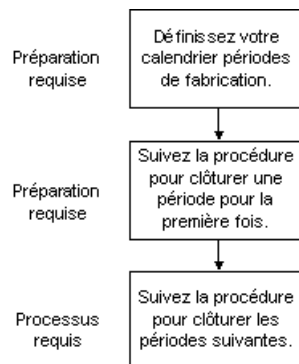 Préparation
requise
Définissez votre
calendrier périodes
de fabrication.
Préparation
requise
Suivez la procédure
pour clôturer une
période pour la
première fois.
Processus
requis
Suivez la procédure
pour clôturer les
périodes suivantes.